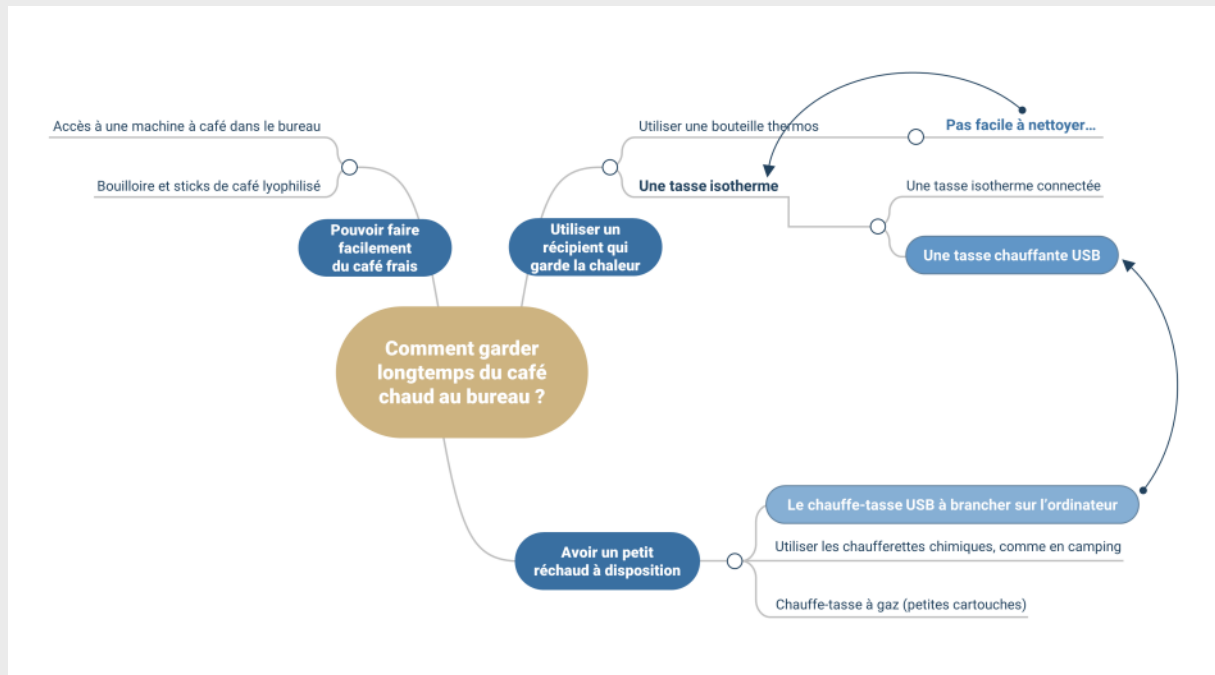 Accès à une machine à café dans le bureau
Bouilloire et sticks de café lyophilisé
Pouvoir faire
facilement
du café frais
Utiliser une bouteille thermos
Pas facile à nettoyer…
Une tasse isotherme
Une tasse isotherme connectée
Une tasse chauffante USB
Utiliser un
récipient qui
garde la chaleur
Comment garder
longtemps du café
chaud au bureau ?
Avoir un petit
réchaud à disposition
Le chauffe-tasse USB à brancher sur l’ordinateur
Utiliser les chaufferettes chimiques, comme en camping
Chauffe-tasse à gaz (petites cartouches)